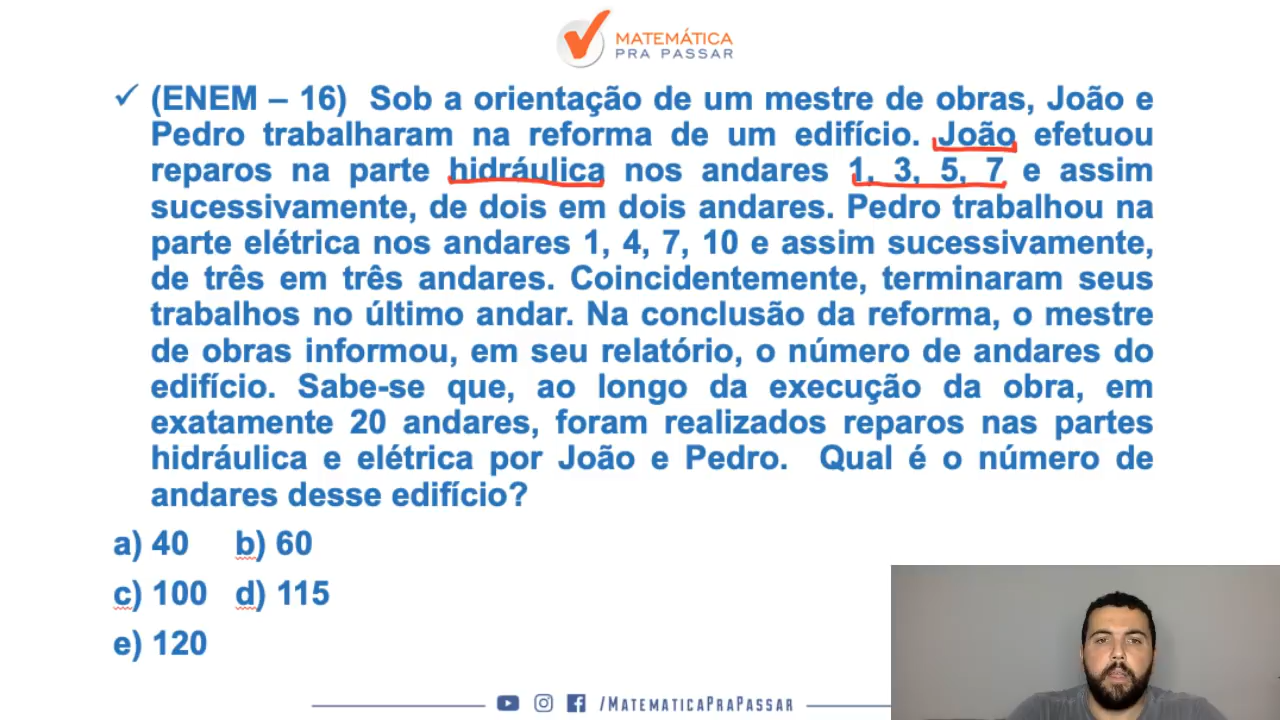 MATEMÁTICA
PRA PASSAR
✓ (ENEM – 16) Sob a orientação de um mestre de obras, João e
Pedro trabalharam na reforma de um edifício. João efetuou
reparos na parte hidráulica nos andares 1, 3, 5, 7 e assim
sucessivamente, de dois em dois andares. Pedro trabalhou na
parte elétrica nos andares 1, 4, 7, 10 e assim sucessivamente,
de três em três andares. Coincidentemente, terminaram seus
trabalhos no último andar. Na conclusão da reforma, o mestre
de obras informou, em seu relatório, o número de andares do
edifício. Sabe-se que, ao longo da execução da obra, em
exatamente 20 andares, foram realizados reparos nas partes
hidráulica e elétrica por João e Pedro. Qual é o número de
andares desse edifício?
a) 40 b) 60
c) 100 d) 115
e) 120
/MATEMATICAPRAPASSAR